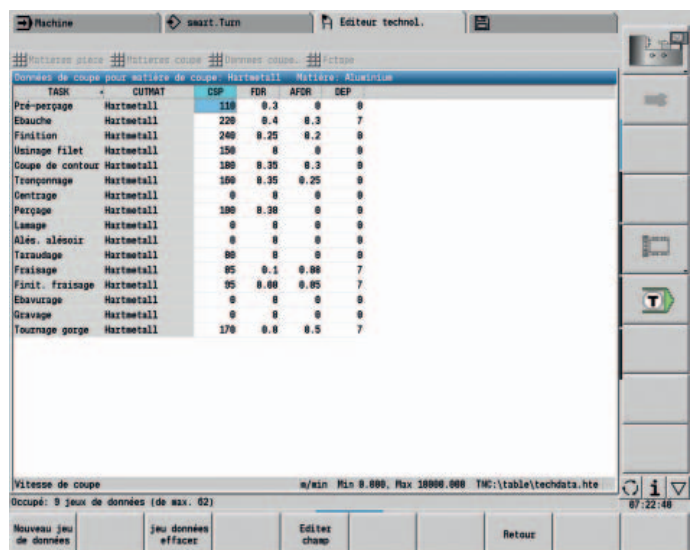 Machine smart.Turn Editeur technol.
Matieres pièce Matieres coupe Donnees coupe.
Données de coupe pour matière de coupe: Hartmetall Matière: Aluminium
TASK CUTMAT CSP FDR AFDR DEP
Pré-perçage Hartmetall 110 0.3 0 0
Ebauche Hartmetall 220 0.4 0.3 7
Finition Hartmetall 240 0.25 0.2 0
Usinage filet Hartmetall 150 0 0 0
Coupe de contour Hartmetall 180 0.35 0.3 0
Tronçonnage Hartmetall 160 0.35 0.25 0
Centrage Hartmetall 0 0 0 0
Perçage Hartmetall 100 0.30 0 0
Lamage Hartmetall 0 0 0 0
Alés. alésoir Hartmetall 0 0 0 0
Taraudage Hartmetall 80 0 0 0
Fraisage Hartmetall 85 0.1 0.08 7
Finit. fraisage Hartmetall 95 0.08 0.05 7
Ebavurage Hartmetall 0 0 0 0
Gravage Hartmetall 0 0 0 0
Tournage gorge Hartmetall 170 0.8 0.5 7
T
Vitesse de coupe m/min Min 0.000, Max 10000.000 TNC:\table\techdata.hte
Occupé: 9 jeux de données (de max. 62)
i
07:22:46
Nouveau jeu de données
jeu données effacer
Editer champ
Retour